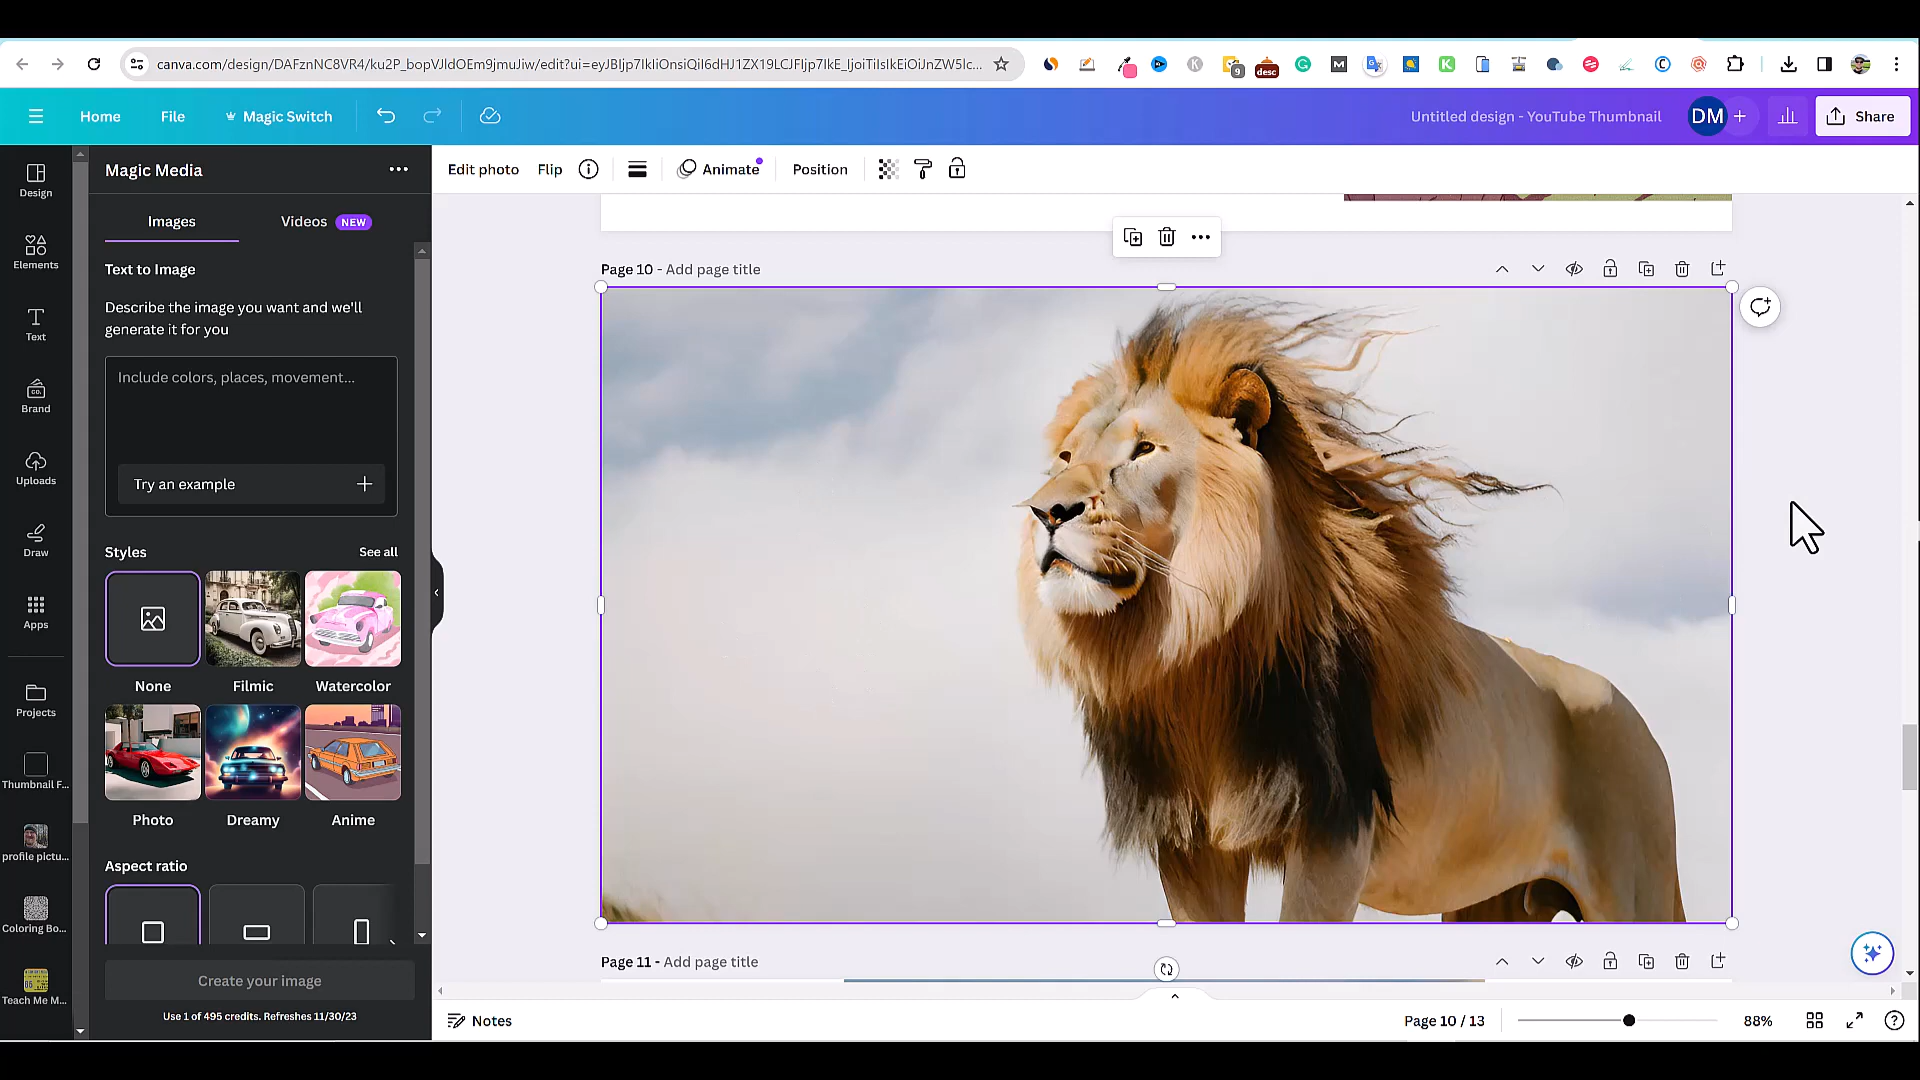 canva.com/design/DAFznNC8VR4/ku2P_bopVJldOEm9jmuJiw/edit?ui=eyJBIjp7IkIiOnsiQiI6dHJ1ZX19LCJFIjp7IkE_IjoiTiIsIkEiOiJnZW5lc...
9
desc
Home
File
Magic Switch
Untitled design - YouTube Thumbnail
DM
Share
Design
Elements
Text
Brand
CO.
Uploads
Draw
Apps
Projects
Thumbnail F...
profile pictu...
Coloring Bo...
Teach Me M...
Magic Media
Images
Videos NEW
Text to Image
Describe the image you want and we'll
generate it for you
Include colors, places, movement...
Try an example
Styles
See all
None
Filmic
Watercolor
Photo
Dreamy
Anime
Aspect ratio
Create your image
Use 1 of 495 credits. Refreshes 11/30/23
Edit photo
Flip
Animate
Position
Page 10 - Add page title
Page 11 - Add page title
Notes
Page 10 / 13
88%